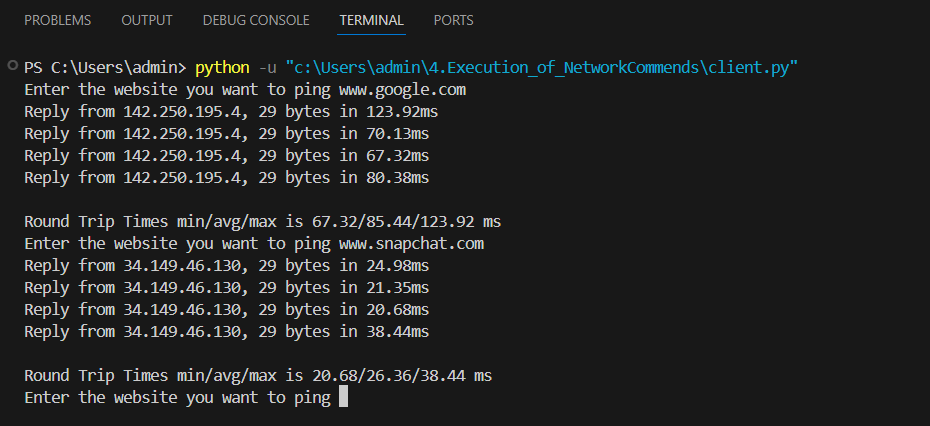 PROBLEMS OUTPUT DEBUG CONSOLE TERMINAL PORTS
PS C:\Users\admin> python -u "c:\Users\admin\4.Execution_of_NetworkCommends\client.py"
Enter the website you want to ping www.google.com
Reply from 142.250.195.4, 29 bytes in 123.92ms
Reply from 142.250.195.4, 29 bytes in 70.13ms
Reply from 142.250.195.4, 29 bytes in 67.32ms
Reply from 142.250.195.4, 29 bytes in 80.38ms
Round Trip Times min/avg/max is 67.32/85.44/123.92 ms
Enter the website you want to ping www.snapchat.com
Reply from 34.149.46.130, 29 bytes in 24.98ms
Reply from 34.149.46.130, 29 bytes in 21.35ms
Reply from 34.149.46.130, 29 bytes in 20.68ms
Reply from 34.149.46.130, 29 bytes in 38.44ms
Round Trip Times min/avg/max is 20.68/26.36/38.44 ms
Enter the website you want to ping